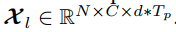 𝓧_l ∈ ℝ^{N×Ĉ×d*T_p}.